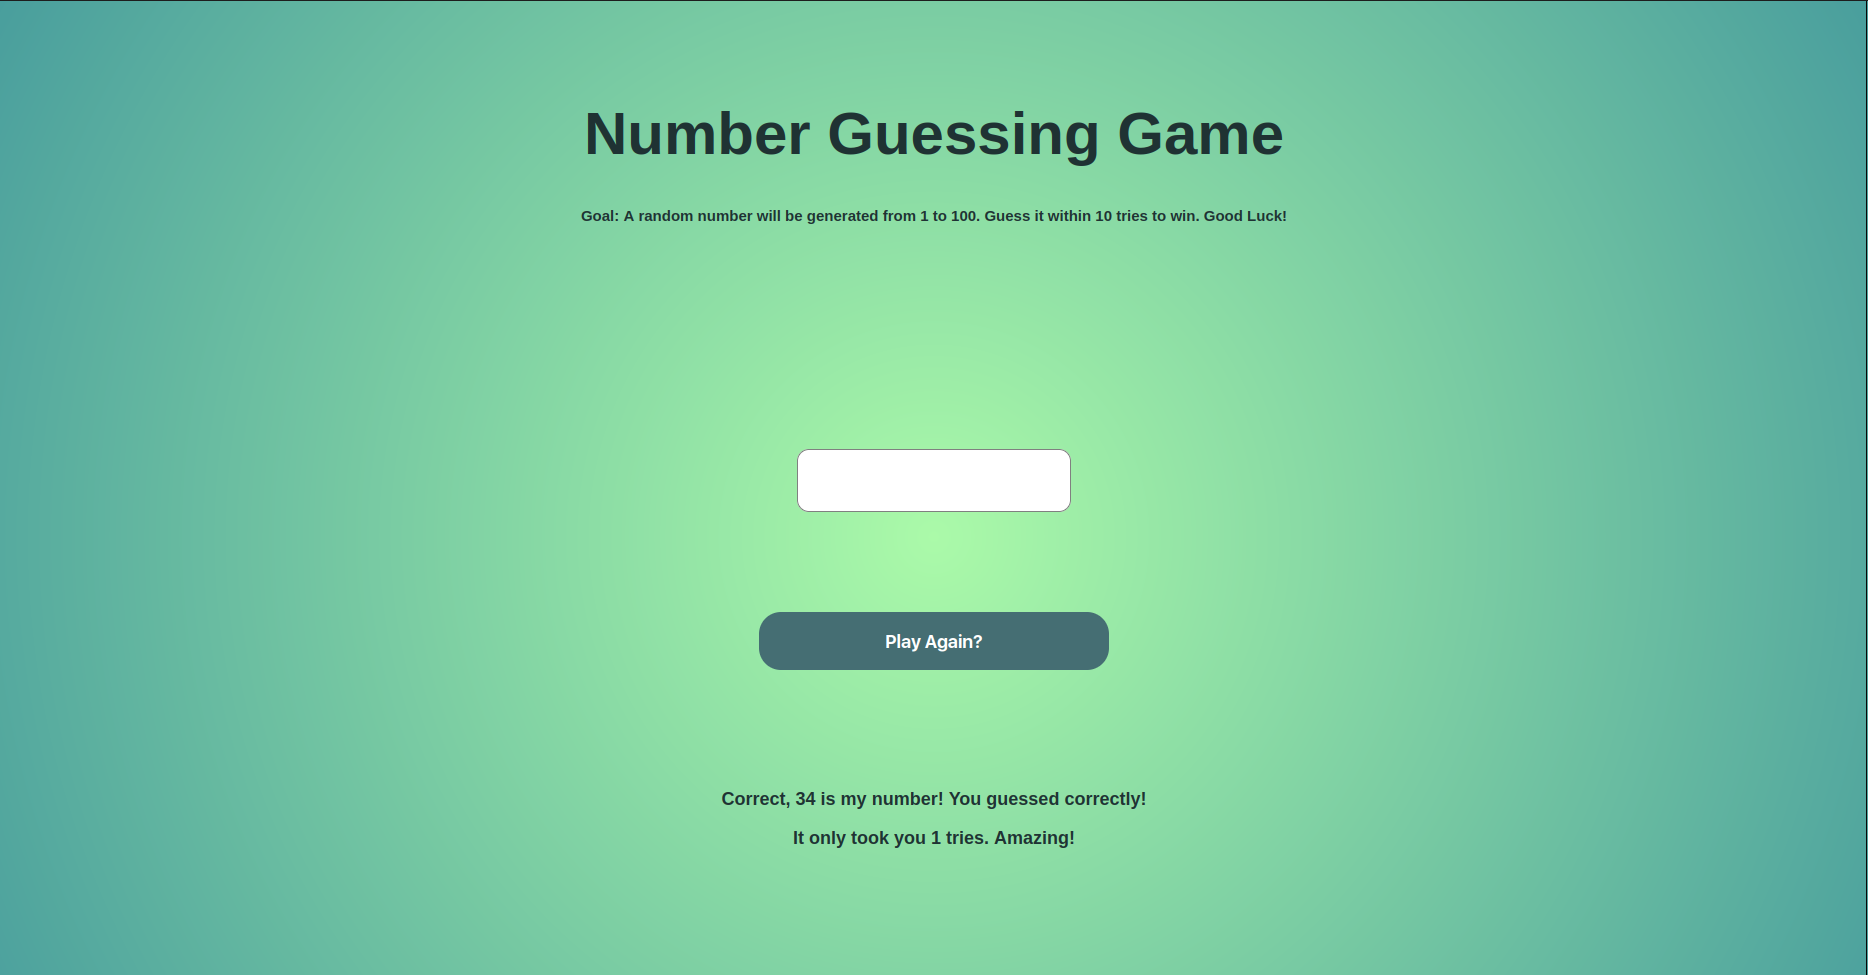 Number Guessing Game
Goal: A random number will be generated from 1 to 100. Guess it within 10 tries to win. Good Luck!
Play Again?
Correct, 34 is my number! You guessed correctly!
It only took you 1 tries. Amazing!